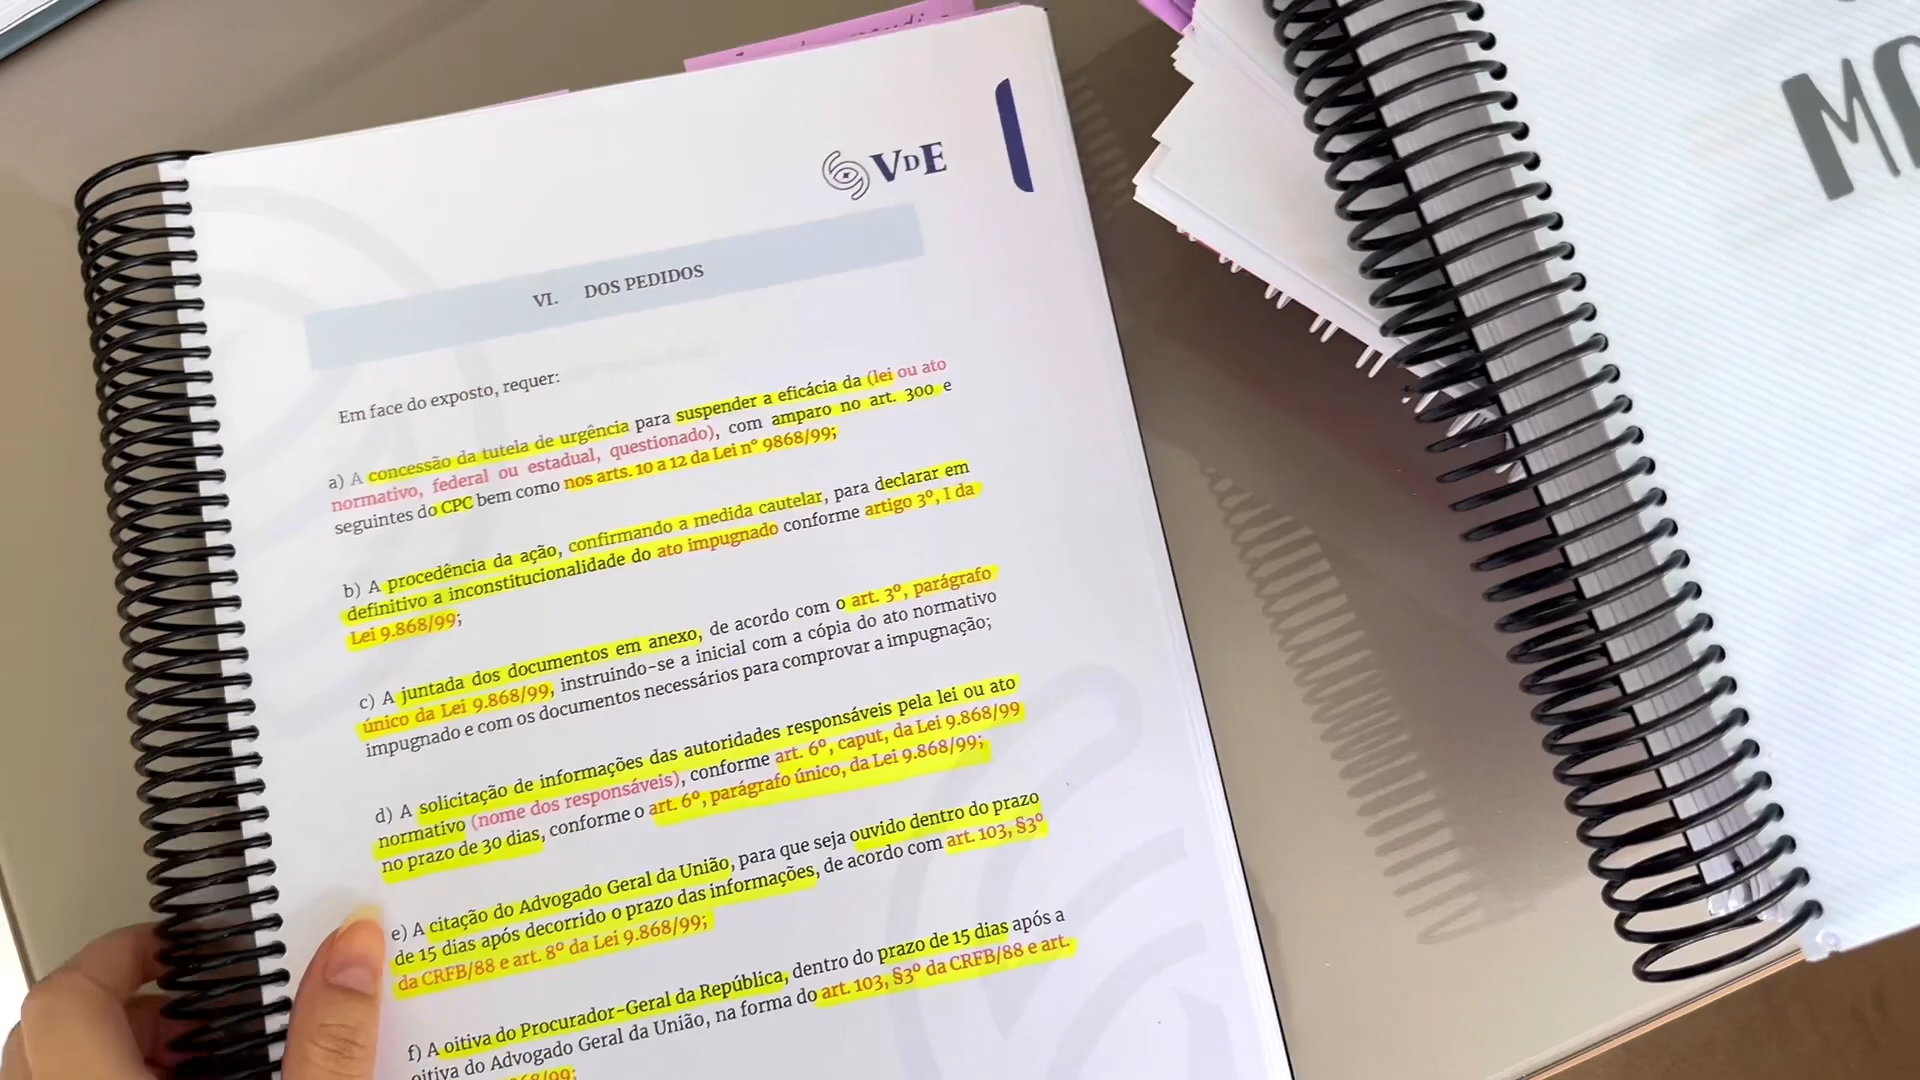 VDE
VI. DOS PEDIDOS
Em face do exposto, requer:
a) A concessão da tutela de urgência para suspender a eficácia da (lei ou ato
normativo, federal ou estadual, questionado), com amparo no art. 300 e
seguintes do CPC bem como nos arts. 10 a 12 da Lei nº 9868/99;
b) A procedência da ação, confirmando a medida cautelar, para declarar em
definitivo a inconstitucionalidade do ato impugnado conforme artigo 3º, I da
Lei 9.868/99;
c) A juntada dos documentos em anexo, de acordo com o art. 3º, parágrafo
único da Lei 9.868/99, instruindo-se a inicial com a cópia do ato normativo
impugnado e com os documentos necessários para comprovar a impugnação;
d) A solicitação de informações das autoridades responsáveis pela lei ou ato
normativo (nome dos responsáveis), conforme art. 6º, caput, da Lei 9.868/99
no prazo de 30 dias, conforme o art. 6º, parágrafo único, da Lei 9.868/99;
e) A citação do Advogado Geral da União, para que seja ouvido dentro do prazo
de 15 dias após decorrido o prazo das informações, de acordo com art. 103, §3º
da CRFB/88 e art. 8º da Lei 9.868/99;
f) A oitiva do Procurador-Geral da República, dentro do prazo de 15 dias após a
oitiva do Advogado Geral da União, na forma do art. 103, §3º da CRFB/88 e art.